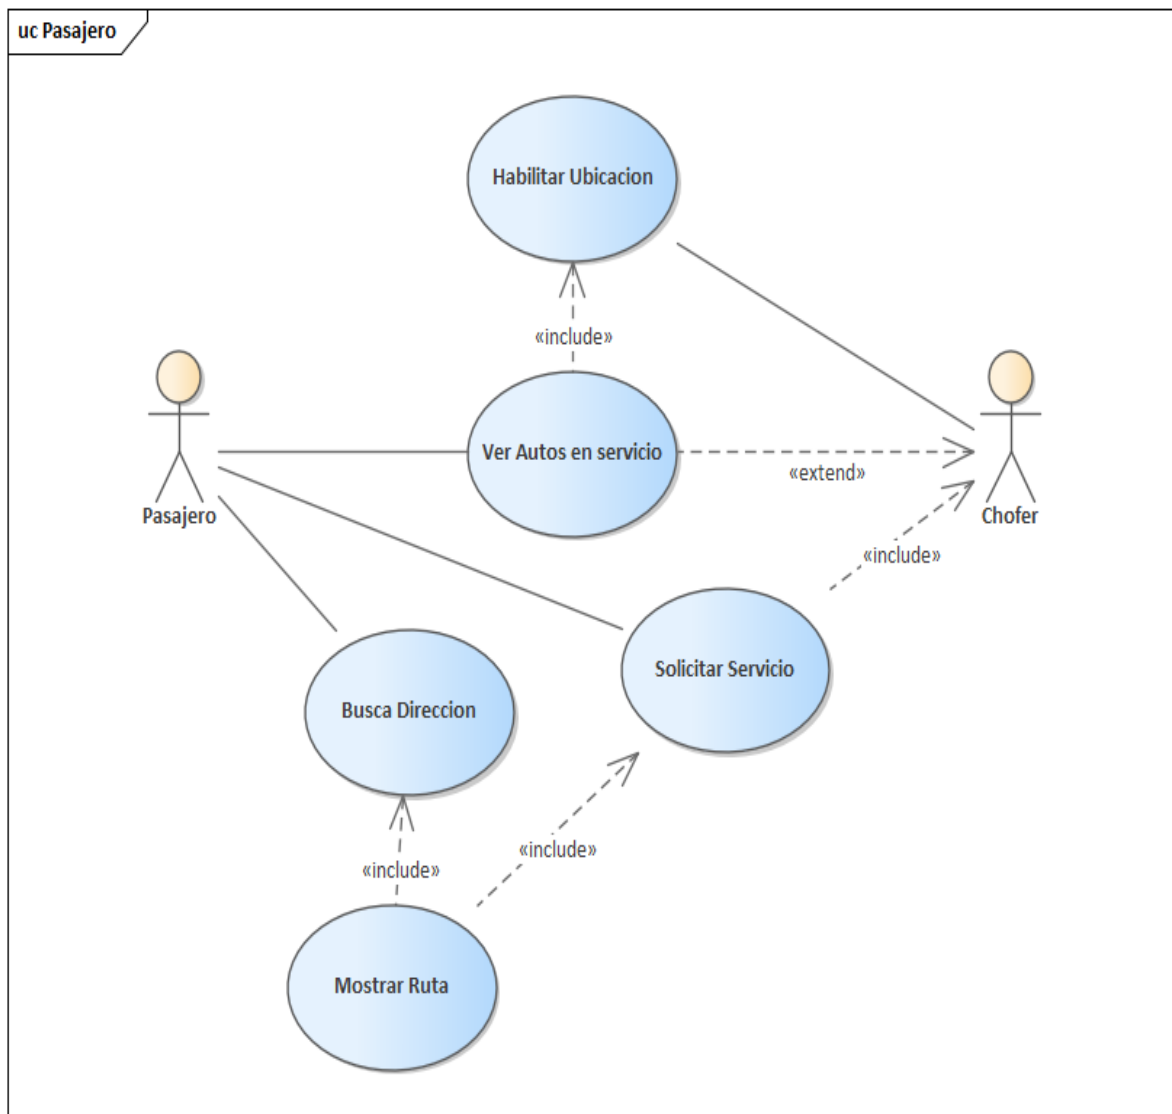 uc Pasajero
Habilitar Ubicacion
«include»
Ver Autos en servicio
«extend»
Pasajero
Chofer
«include»
Solicitar Servicio
Busca Direccion
«include»
«include»
Mostrar Ruta